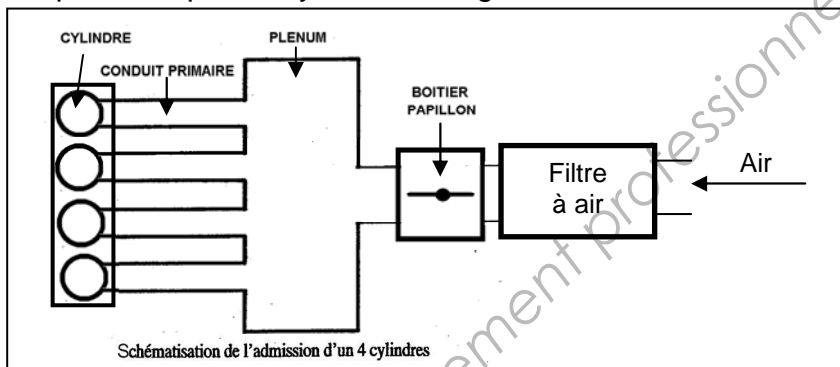 CYLINDRE
PLENUM
CONDUIT PRIMAIRE
BOITIER
PAPILLON
Filtre
à air
Air
Schématisation de l'admission d'un 4 cylindres